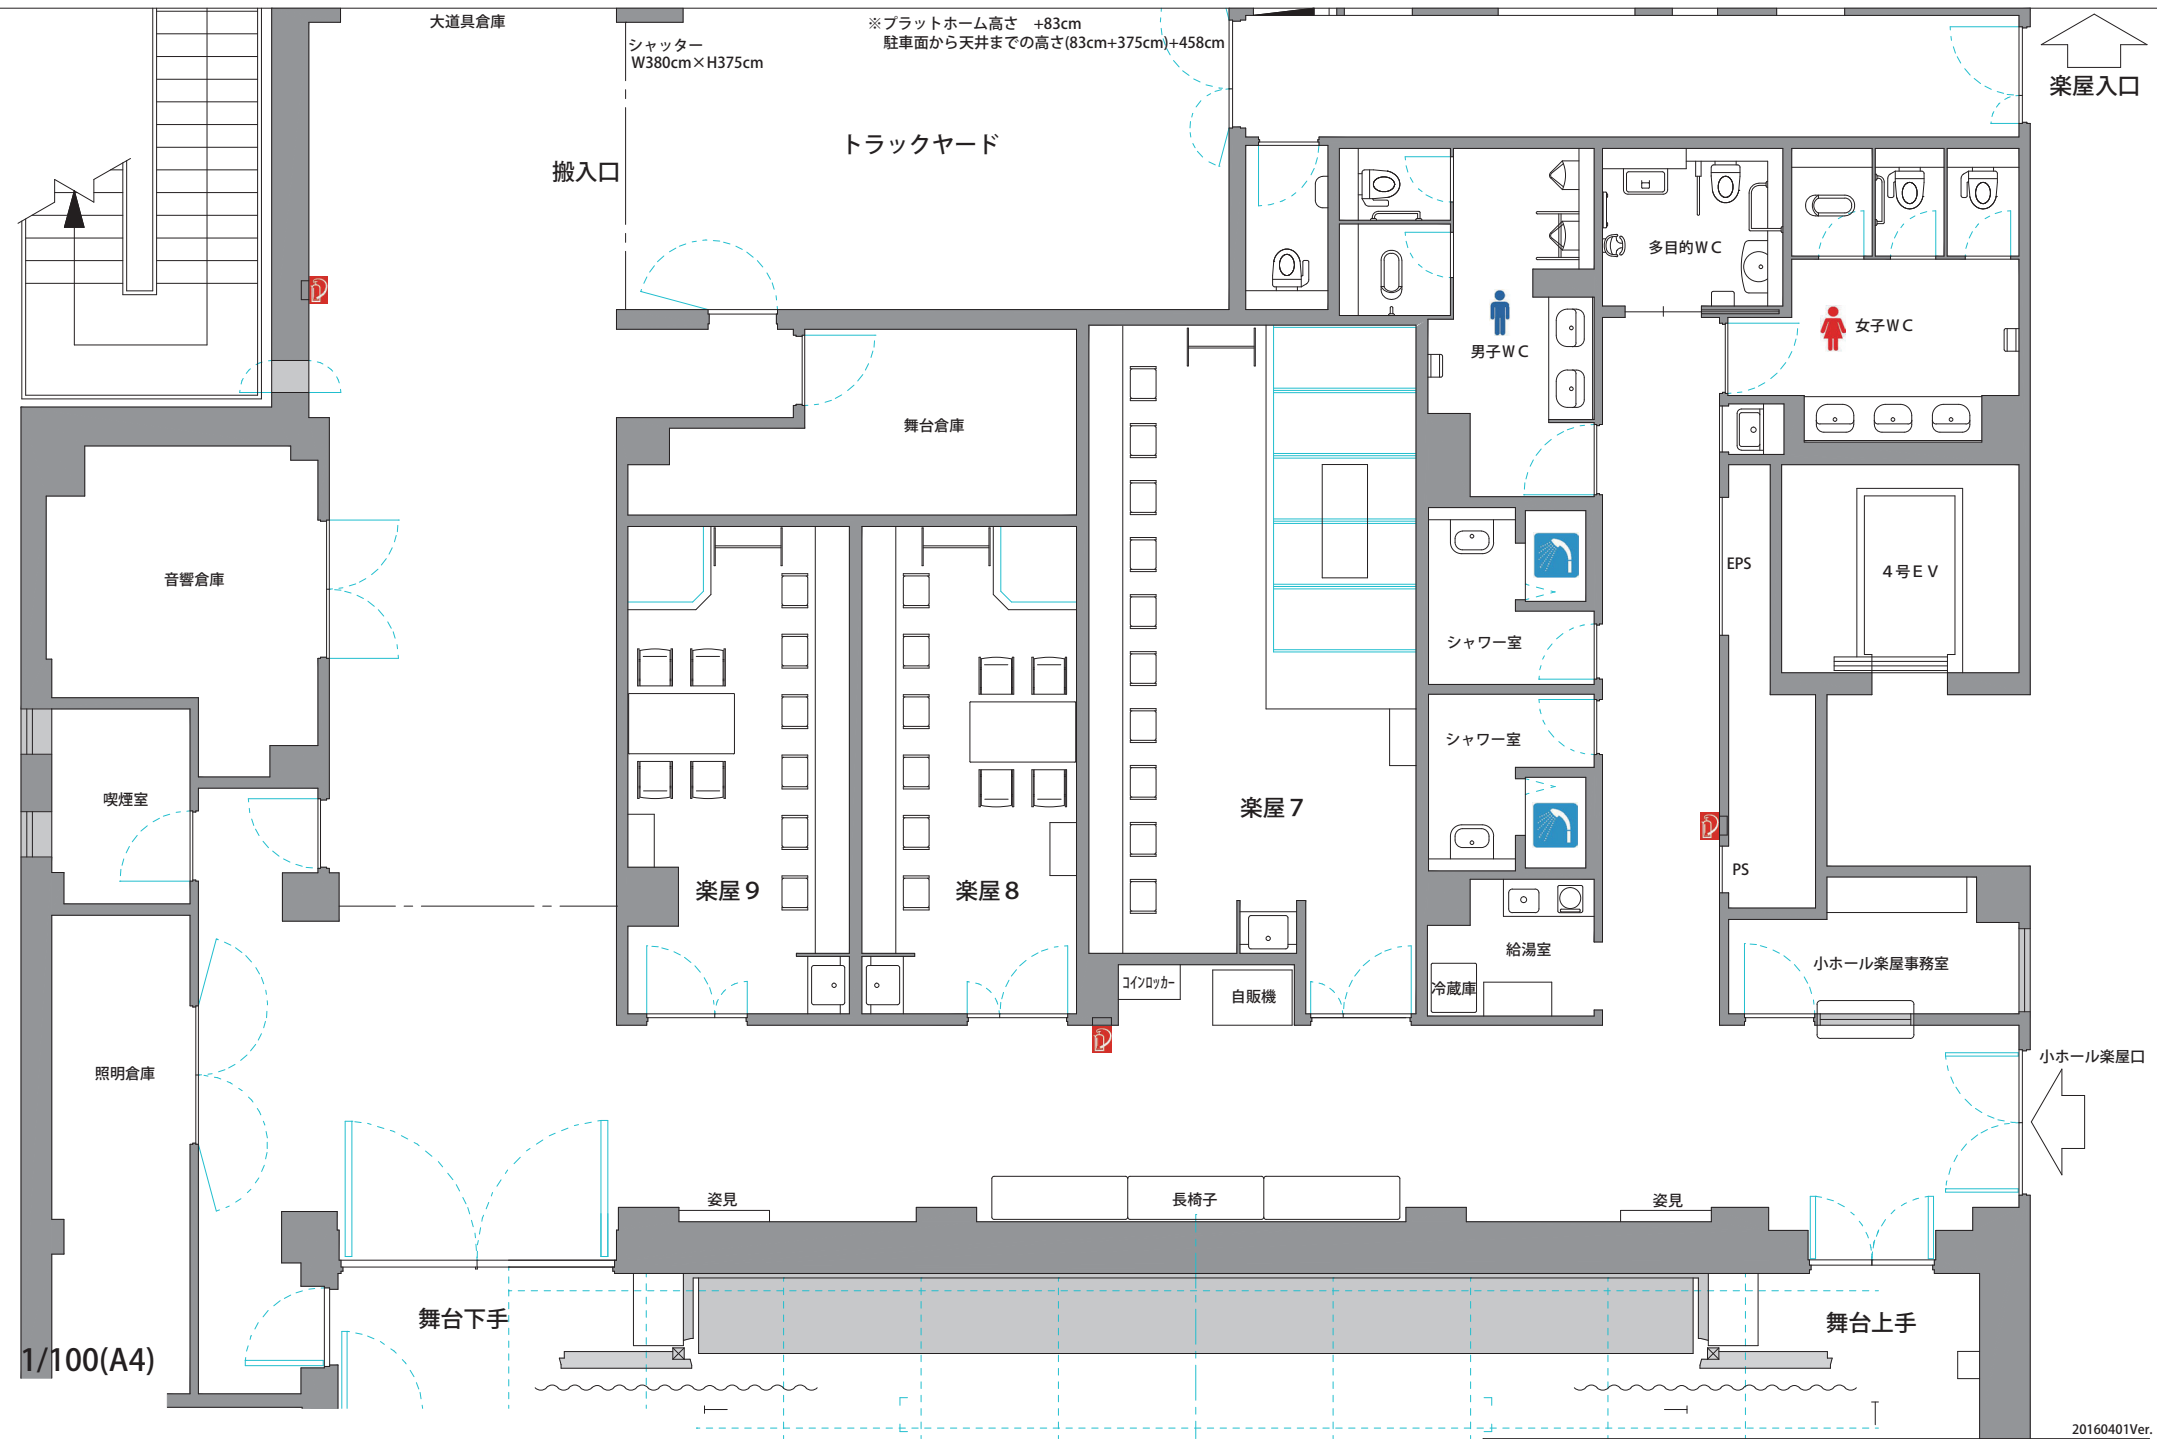 大道具倉庫
※プラットホーム高さ　+83cm
駐車面から天井までの高さ(83cm+375cm)+458cm
シャッター
W380cm×H375cm
楽屋入口
トラックヤード
搬入口
多目的WC
女子WC
男子WC
舞台倉庫
音響倉庫
EPS
4号EV
シャワー室
シャワー室
喫煙室
楽屋7
楽屋9
楽屋8
PS
給湯室
小ホール楽屋事務室
コインロッカー
自販機
冷蔵庫
小ホール楽屋口
照明倉庫
姿見
長椅子
姿見
舞台下手
舞台上手
1/100(A4)
20160401Ver.